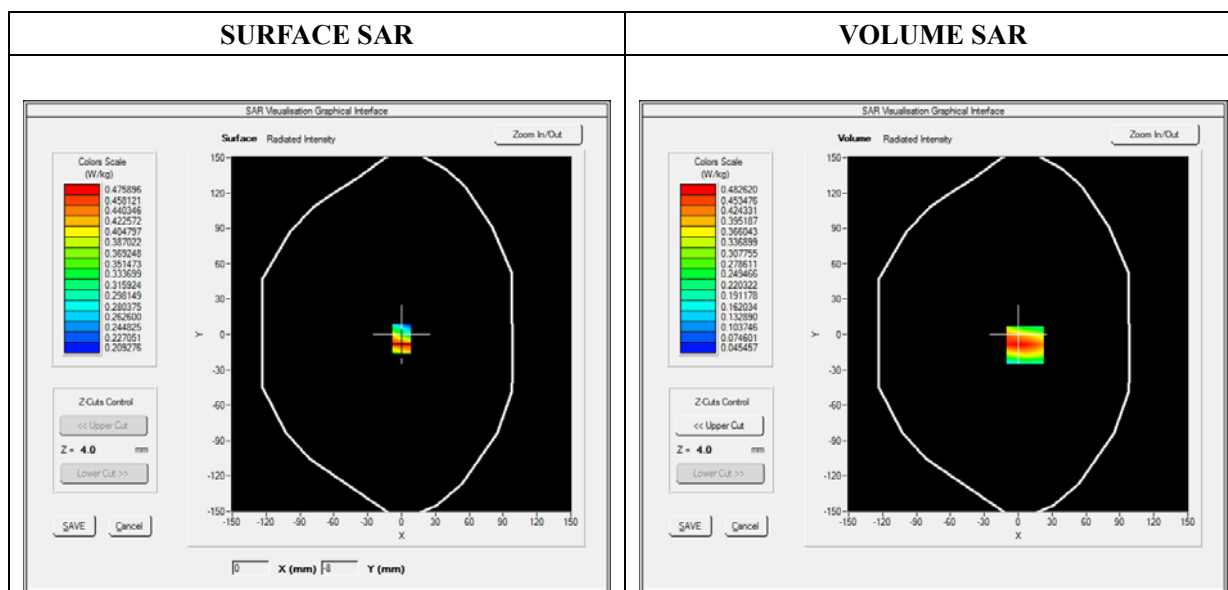 SURFACE SAR
VOLUME SAR
SAR Visualisation Graphical Interface
Surface Radiated Intensity
Zoom In/Out
Colors Scale
(W/kg)
0.475896
0.458121
0.440346
0.422572
0.404797
0.387022
0.369248
0.351473
0.333699
0.315924
0.298149
0.280375
0.262600
0.244825
0.227051
0.209276
Z-Cuts Control
<< Upper Cut
Z = 4.0 mm
Lower Cut >>
SAVE Cancel
150
120
90
60
30
0
-30
-60
-90
-120
-150
Y
-150 -120 -90 -60 -30 0 30 60 90 120 150
X
0 X (mm) -8 Y (mm)
SAR Visualisation Graphical Interface
Volume Radiated Intensity
Zoom In/Out
Colors Scale
(W/kg)
0.482620
0.453476
0.424331
0.395187
0.366043
0.336899
0.307755
0.278611
0.249466
0.220322
0.191178
0.162034
0.132890
0.103746
0.074601
0.045457
Z-Cuts Control
<< Upper Cut
Z = 4.0 mm
Lower Cut >>
SAVE Cancel
150
120
90
60
30
0
-30
-60
-90
-120
-150
Y
-150 -120 -90 -60 -30 0 30 60 90 120 150
X